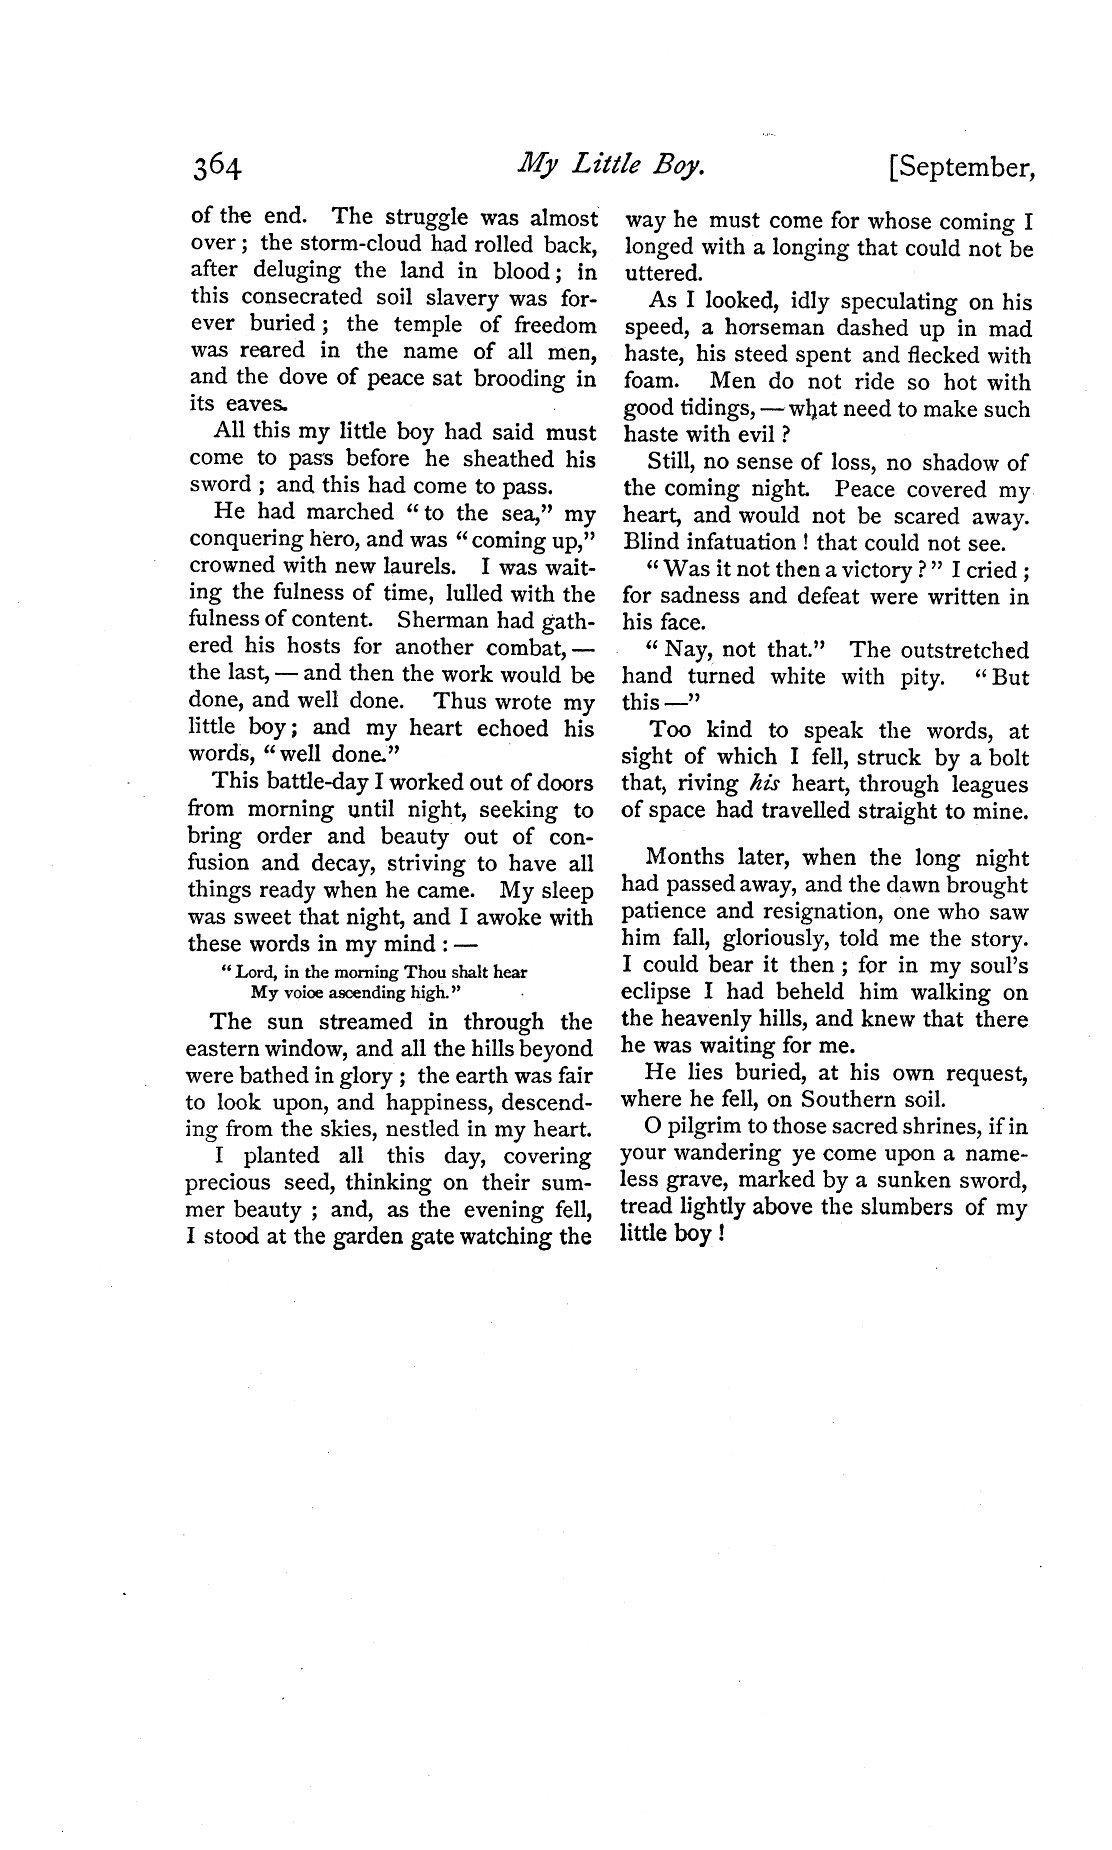 364
My Little Boy.
[September,
of the end. The struggle was almost
over ; the storm-cloud had rolled back,
after deluging the land in blood ; in
this consecrated soil slavery was for-
ever buried ; the temple of freedom
was reared in the name of all men,
and the dove of peace sat brooding in
its eaves.
All this my little boy had said must
come to pass before he sheathed his
sword ; and this had come to pass.
He had marched “ to the sea,” my
conquering hero, and was “ coming up,”
crowned with new laurels. I was wait-
ing the fulness of time, lulled with the
fulness of content. Sherman had gath-
ered his hosts for another combat, —
the last, — and then the work would be
done, and well done. Thus wrote my
little boy ; and my heart echoed his
words, “ well done.”
This battle-day I worked out of doors
from morning until night, seeking to
bring order and beauty out of con-
fusion and decay, striving to have all
things ready when he came. My sleep
was sweet that night, and I awoke with
these words in my mind : —
“ Lord, in the morning Thou shalt hear
My voice ascending high.”
The sun streamed in through the
eastern window, and all the hills beyond
were bathed in glory ; the earth was fair
to look upon, and happiness, descend-
ing from the skies, nestled in my heart.
I planted all this day, covering
precious seed, thinking on their sum-
mer beauty ; and, as the evening fell,
I stood at the garden gate watching the
way he must come for whose coming I
longed with a longing that could not be
uttered.
As I looked, idly speculating on his
speed, a horseman dashed up in mad
haste, his steed spent and flecked with
foam. Men do not ride so hot with
good tidings, — what need to make such
haste with evil ?
Still, no sense of loss, no shadow of
the coming night. Peace covered my
heart, and would not be scared away.
Blind infatuation ! that could not see.
“ Was it not then a victory ? ” I cried ;
for sadness and defeat were written in
his face.
“ Nay, not that.” The outstretched
hand turned white with pity. “ But
this — ”
Too kind to speak the words, at
sight of which I fell, struck by a bolt
that, riving his heart, through leagues
of space had travelled straight to mine.
Months later, when the long night
had passed away, and the dawn brought
patience and resignation, one who saw
him fall, gloriously, told me the story.
I could bear it then ; for in my soul’s
eclipse I had beheld him walking on
the heavenly hills, and knew that there
he was waiting for me.
He lies buried, at his own request,
where he fell, on Southern soil.
O pilgrim to those sacred shrines, if in
your wandering ye come upon a name-
less grave, marked by a sunken sword,
tread lightly above the slumbers of my
little boy !